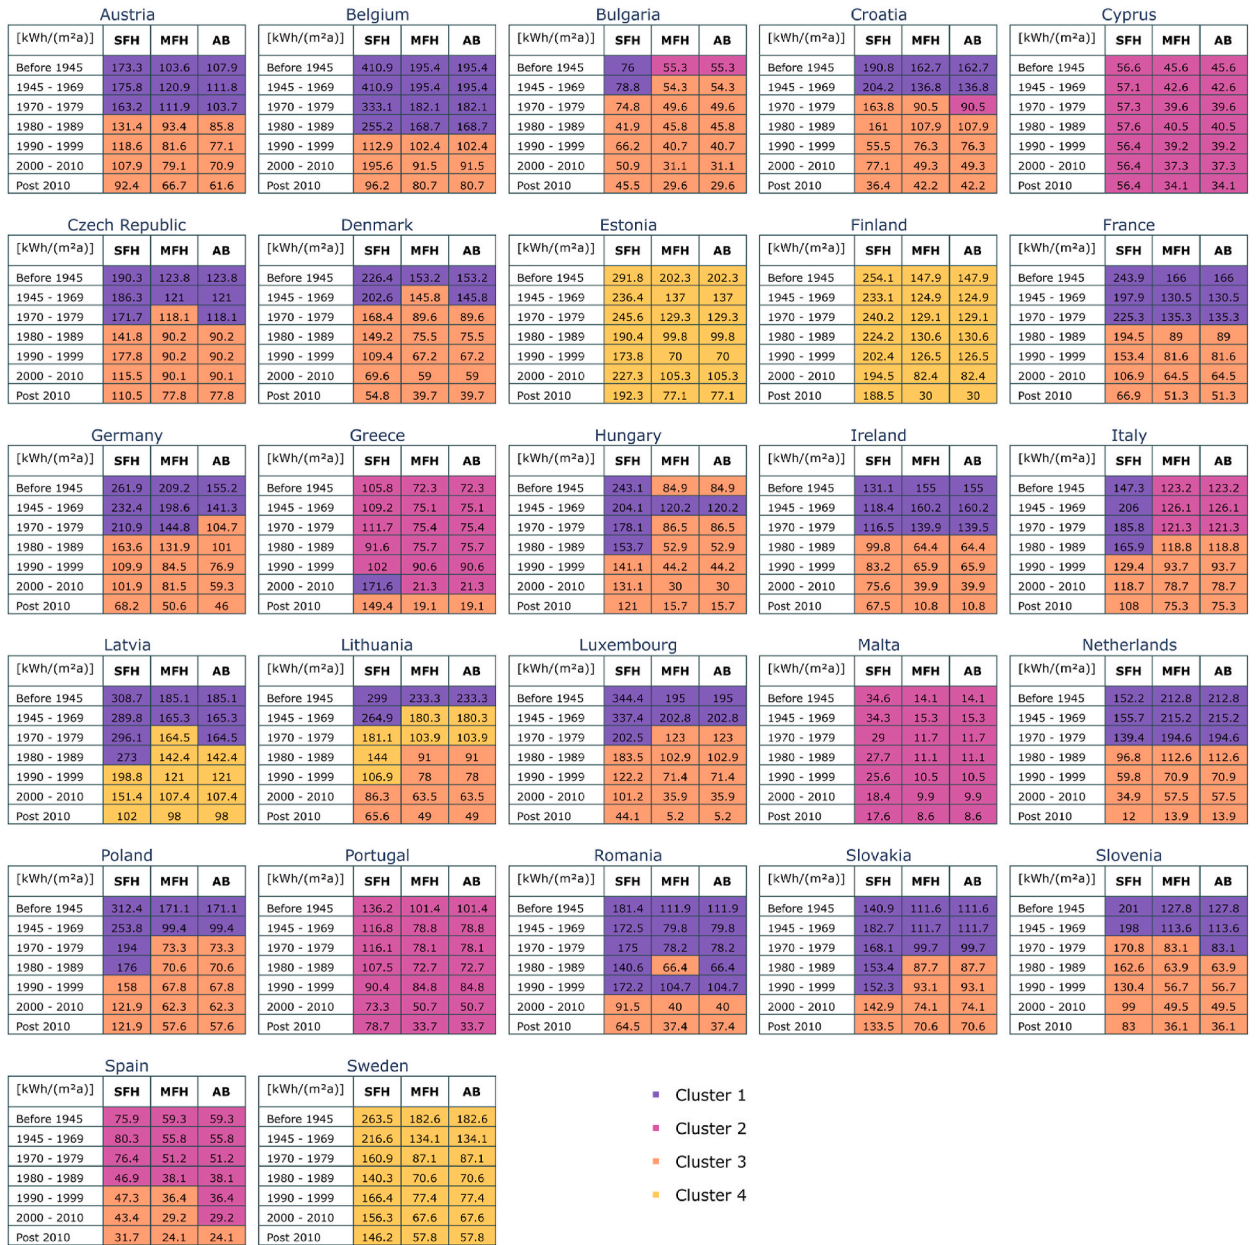 Austria Belgium Bulgaria Croatia Cyprus
[kWh/(m²a)] SFH MFH AB [kWh/(m²a)] SFH MFH AB [kWh/(m²a)] SFH MFH AB [kWh/(m²a)] SFH MFH AB [kWh/(m²a)] SFH MFH AB
Before 1945 173.3 103.6 107.9 Before 1945 410.9 195.4 195.4 Before 1945 76 55.3 55.3 Before 1945 190.8 162.7 162.7 Before 1945 56.6 45.6 45.6
1945 - 1969 175.8 120.9 111.8 1945 - 1969 410.9 195.4 195.4 1945 - 1969 78.8 54.3 54.3 1945 - 1969 204.2 136.8 136.8 1945 - 1969 57.1 42.6 42.6
1970 - 1979 163.2 111.9 103.7 1970 - 1979 333.1 182.1 182.1 1970 - 1979 74.8 49.6 49.6 1970 - 1979 163.8 90.5 90.5 1970 - 1979 57.3 39.6 39.6
1980 - 1989 131.4 93.4 85.8 1980 - 1989 255.2 168.7 168.7 1980 - 1989 41.9 45.8 45.8 1980 - 1989 161 107.9 107.9 1980 - 1989 57.6 40.5 40.5
1990 - 1999 118.6 81.6 77.1 1990 - 1999 112.9 102.4 102.4 1990 - 1999 66.2 40.7 40.7 1990 - 1999 55.5 76.3 76.3 1990 - 1999 56.4 39.2 39.2
2000 - 2010 107.9 79.1 70.9 2000 - 2010 195.6 91.5 91.5 2000 - 2010 50.9 31.1 31.1 2000 - 2010 77.1 49.3 49.3 2000 - 2010 56.4 37.3 37.3
Post 2010 92.4 66.7 61.6 Post 2010 96.2 80.7 80.7 Post 2010 45.5 29.6 29.6 Post 2010 36.4 42.2 42.2 Post 2010 56.4 34.1 34.1
Czech Republic Denmark Estonia Finland France
[kWh/(m²a)] SFH MFH AB [kWh/(m²a)] SFH MFH AB [kWh/(m²a)] SFH MFH AB [kWh/(m²a)] SFH MFH AB [kWh/(m²a)] SFH MFH AB
Before 1945 190.3 123.8 123.8 Before 1945 226.4 153.2 153.2 Before 1945 291.8 202.3 202.3 Before 1945 254.1 147.9 147.9 Before 1945 243.9 166 166
1945 - 1969 186.3 121 121 1945 - 1969 202.6 145.8 145.8 1945 - 1969 236.4 137 137 1945 - 1969 233.1 124.9 124.9 1945 - 1969 197.9 130.5 130.5
1970 - 1979 171.7 118.1 118.1 1970 - 1979 168.4 89.6 89.6 1970 - 1979 245.6 129.3 129.3 1970 - 1979 240.2 129.1 129.1 1970 - 1979 225.3 135.3 135.3
1980 - 1989 141.8 90.2 90.2 1980 - 1989 149.2 75.5 75.5 1980 - 1989 190.4 99.8 99.8 1980 - 1989 224.2 130.6 130.6 1980 - 1989 194.5 89 89
1990 - 1999 177.8 90.2 90.2 1990 - 1999 109.4 67.2 67.2 1990 - 1999 173.8 70 70 1990 - 1999 202.4 126.5 126.5 1990 - 1999 153.4 81.6 81.6
2000 - 2010 115.5 90.1 90.1 2000 - 2010 69.6 59 59 2000 - 2010 227.3 105.3 105.3 2000 - 2010 194.5 82.4 82.4 2000 - 2010 106.9 64.5 64.5
Post 2010 110.5 77.8 77.8 Post 2010 54.8 39.7 39.7 Post 2010 192.3 77.1 77.1 Post 2010 188.5 30 30 Post 2010 66.9 51.3 51.3
Germany Greece Hungary Ireland Italy
[kWh/(m²a)] SFH MFH AB [kWh/(m²a)] SFH MFH AB [kWh/(m²a)] SFH MFH AB [kWh/(m²a)] SFH MFH AB [kWh/(m²a)] SFH MFH AB
Before 1945 261.9 209.2 155.2 Before 1945 105.8 72.3 72.3 Before 1945 243.1 84.9 84.9 Before 1945 131.1 155 155 Before 1945 147.3 123.2 123.2
1945 - 1969 232.4 198.6 141.3 1945 - 1969 109.2 75.1 75.1 1945 - 1969 204.1 120.2 120.2 1945 - 1969 118.4 160.2 160.2 1945 - 1969 206 126.1 126.1
1970 - 1979 210.9 144.8 104.7 1970 - 1979 111.7 75.4 75.4 1970 - 1979 178.1 86.5 86.5 1970 - 1979 116.5 139.9 139.5 1970 - 1979 185.8 121.3 121.3
1980 - 1989 163.6 131.9 101 1980 - 1989 91.6 75.7 75.7 1980 - 1989 153.7 52.9 52.9 1980 - 1989 99.8 64.4 64.4 1980 - 1989 165.9 118.8 118.8
1990 - 1999 109.9 84.5 76.9 1990 - 1999 102 90.6 90.6 1990 - 1999 141.1 44.2 44.2 1990 - 1999 83.2 65.9 65.9 1990 - 1999 129.4 93.7 93.7
2000 - 2010 101.9 81.5 59.3 2000 - 2010 171.6 21.3 21.3 2000 - 2010 131.1 30 30 2000 - 2010 75.6 39.9 39.9 2000 - 2010 118.7 78.7 78.7
Post 2010 68.2 50.6 46 Post 2010 149.4 19.1 19.1 Post 2010 121 15.7 15.7 Post 2010 67.5 10.8 10.8 Post 2010 108 75.3 75.3
Latvia Lithuania Luxembourg Malta Netherlands
[kWh/(m²a)] SFH MFH AB [kWh/(m²a)] SFH MFH AB [kWh/(m²a)] SFH MFH AB [kWh/(m²a)] SFH MFH AB [kWh/(m²a)] SFH MFH AB
Before 1945 308.7 185.1 185.1 Before 1945 299 233.3 233.3 Before 1945 344.4 195 195 Before 1945 34.6 14.1 14.1 Before 1945 152.2 212.8 212.8
1945 - 1969 289.8 165.3 165.3 1945 - 1969 264.9 180.3 180.3 1945 - 1969 337.4 202.8 202.8 1945 - 1969 34.3 15.3 15.3 1945 - 1969 155.7 215.2 215.2
1970 - 1979 296.1 164.5 164.5 1970 - 1979 181.1 103.9 103.9 1970 - 1979 202.5 123 123 1970 - 1979 29 11.7 11.7 1970 - 1979 139.4 194.6 194.6
1980 - 1989 273 142.4 142.4 1980 - 1989 144 91 91 1980 - 1989 183.5 102.9 102.9 1980 - 1989 27.7 11.1 11.1 1980 - 1989 96.8 112.6 112.6
1990 - 1999 198.8 121 121 1990 - 1999 106.9 78 78 1990 - 1999 122.2 71.4 71.4 1990 - 1999 25.6 10.5 10.5 1990 - 1999 59.8 70.9 70.9
2000 - 2010 151.4 107.4 107.4 2000 - 2010 86.3 63.5 63.5 2000 - 2010 101.2 35.9 35.9 2000 - 2010 18.4 9.9 9.9 2000 - 2010 34.9 57.5 57.5
Post 2010 102 98 98 Post 2010 65.6 49 49 Post 2010 44.1 5.2 5.2 Post 2010 17.6 8.6 8.6 Post 2010 12 13.9 13.9
Poland Portugal Romania Slovakia Slovenia
[kWh/(m²a)] SFH MFH AB [kWh/(m²a)] SFH MFH AB [kWh/(m²a)] SFH MFH AB [kWh/(m²a)] SFH MFH AB [kWh/(m²a)] SFH MFH AB
Before 1945 312.4 171.1 171.1 Before 1945 136.2 101.4 101.4 Before 1945 181.4 111.9 111.9 Before 1945 140.9 111.6 111.6 Before 1945 201 127.8 127.8
1945 - 1969 253.8 99.4 99.4 1945 - 1969 116.8 78.8 78.8 1945 - 1969 172.5 79.8 79.8 1945 - 1969 182.7 111.7 111.7 1945 - 1969 198 113.6 113.6
1970 - 1979 194 73.3 73.3 1970 - 1979 116.1 78.1 78.1 1970 - 1979 175 78.2 78.2 1970 - 1979 168.1 99.7 99.7 1970 - 1979 170.8 83.1 83.1
1980 - 1989 176 70.6 70.6 1980 - 1989 107.5 72.7 72.7 1980 - 1989 140.6 66.4 66.4 1980 - 1989 153.4 87.7 87.7 1980 - 1989 162.6 63.9 63.9
1990 - 1999 158 67.8 67.8 1990 - 1999 90.4 84.8 84.8 1990 - 1999 172.2 104.7 104.7 1990 - 1999 152.3 93.1 93.1 1990 - 1999 130.4 56.7 56.7
2000 - 2010 121.9 62.3 62.3 2000 - 2010 73.3 50.7 50.7 2000 - 2010 91.5 40 40 2000 - 2010 142.9 74.1 74.1 2000 - 2010 99 49.5 49.5
Post 2010 121.9 57.6 57.6 Post 2010 78.7 33.7 33.7 Post 2010 64.5 37.4 37.4 Post 2010 133.5 70.6 70.6 Post 2010 83 36.1 36.1
Spain Sweden
[kWh/(m²a)] SFH MFH AB [kWh/(m²a)] SFH MFH AB
Before 1945 75.9 59.3 59.3 Before 1945 263.5 182.6 182.6
1945 - 1969 80.3 55.8 55.8 1945 - 1969 216.6 134.1 134.1
1970 - 1979 76.4 51.2 51.2 1970 - 1979 160.9 87.1 87.1
1980 - 1989 46.9 38.1 38.1 1980 - 1989 140.3 70.6 70.6
1990 - 1999 47.3 36.4 36.4 1990 - 1999 166.4 77.4 77.4
2000 - 2010 43.4 29.2 29.2 2000 - 2010 156.3 67.6 67.6
Post 2010 31.7 24.1 24.1 Post 2010 146.2 57.8 57.8
Cluster 1
Cluster 2
Cluster 3
Cluster 4